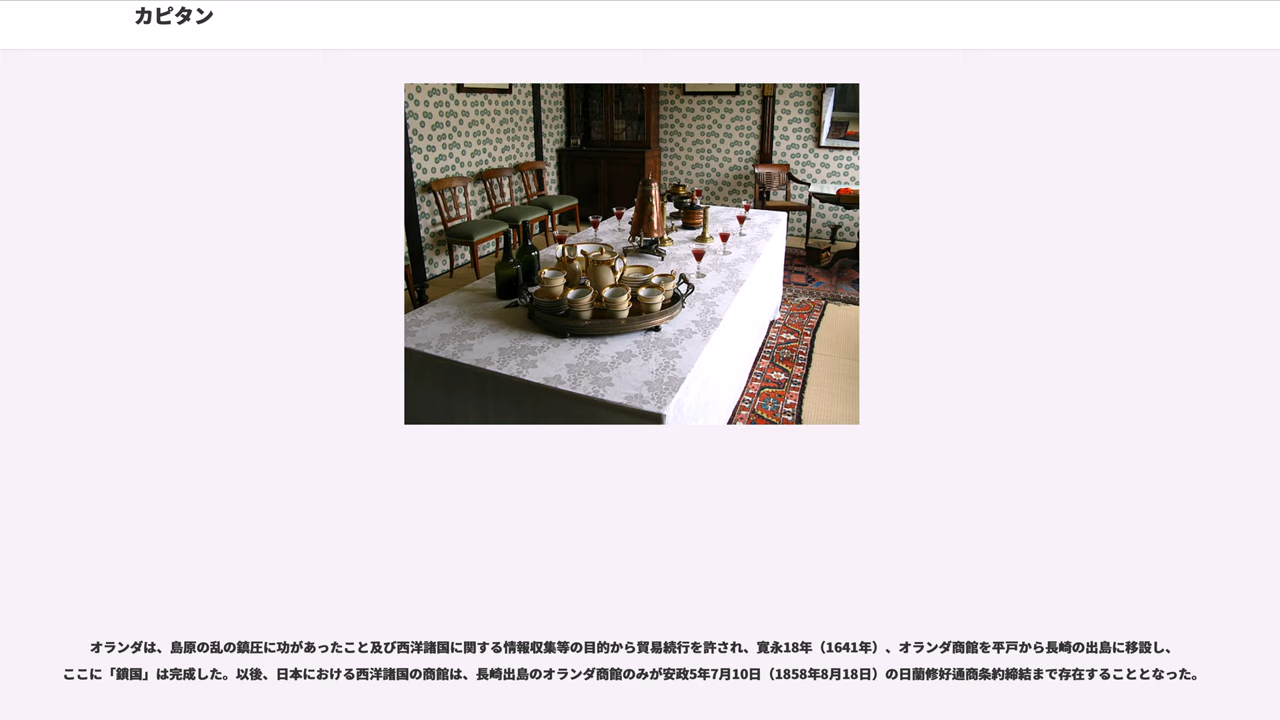 カピタン
オランダは、島原の乱の鎮圧に功があったこと及び西洋諸国に関する情報収集等の目的から貿易続行を許され、寛永18年（1641年）、オランダ商館を平戸から長崎の出島に移設し、
ここに「鎖国」は完成した。以後、日本における西洋諸国の商館は、長崎出島のオランダ商館のみが安政5年7月10日（1858年8月18日）の日蘭修好通商条約締結まで存在することとなった。